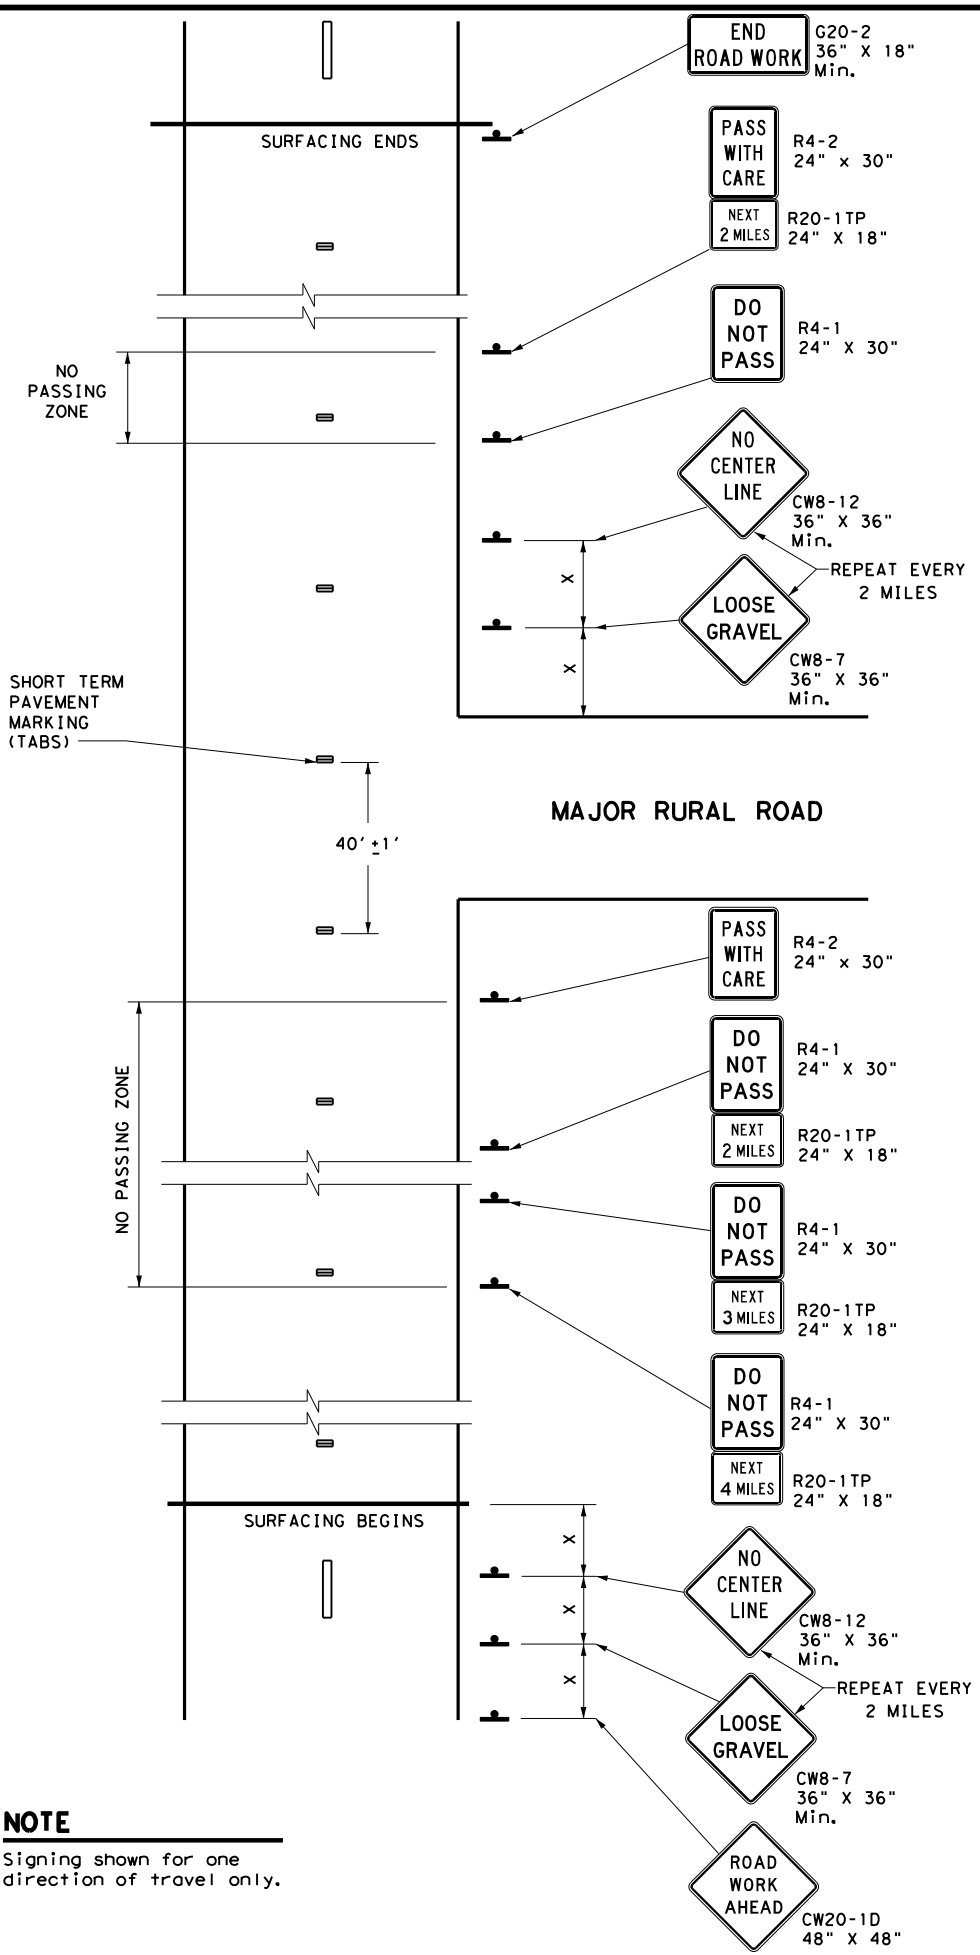 END
ROAD WORK
G20-2
36" X 18"
Min.
SURFACING ENDS
PASS
WITH
CARE
R4-2
24" x 30"
NEXT
2 MILES
R20-1TP
24" X 18"
DO
NOT
PASS
R4-1
24" X 30"
NO
PASSING
ZONE
NO
CENTER
LINE
CW8-12
36" X 36"
Min.
REPEAT EVERY
2 MILES
X
LOOSE
GRAVEL
CW8-7
36" X 36"
Min.
X
SHORT TERM
PAVEMENT
MARKING
(TABS)
MAJOR RURAL ROAD
40' ±1'
PASS
WITH
CARE
R4-2
24" x 30"
DO
NOT
PASS
R4-1
24" X 30"
NEXT
2 MILES
R20-1TP
24" X 18"
NO PASSING ZONE
DO
NOT
PASS
R4-1
24" X 30"
NEXT
3 MILES
R20-1TP
24" X 18"
DO
NOT
PASS
R4-1
24" X 30"
NEXT
4 MILES
R20-1TP
24" X 18"
SURFACING BEGINS
X
NO
CENTER
LINE
CW8-12
36" X 36"
Min.
X
REPEAT EVERY
2 MILES
X
LOOSE
GRAVEL
CW8-7
36" X 36"
Min.
NOTE
Signing shown for one
direction of travel only.
ROAD
WORK
AHEAD
CW20-1D
48" X 48"